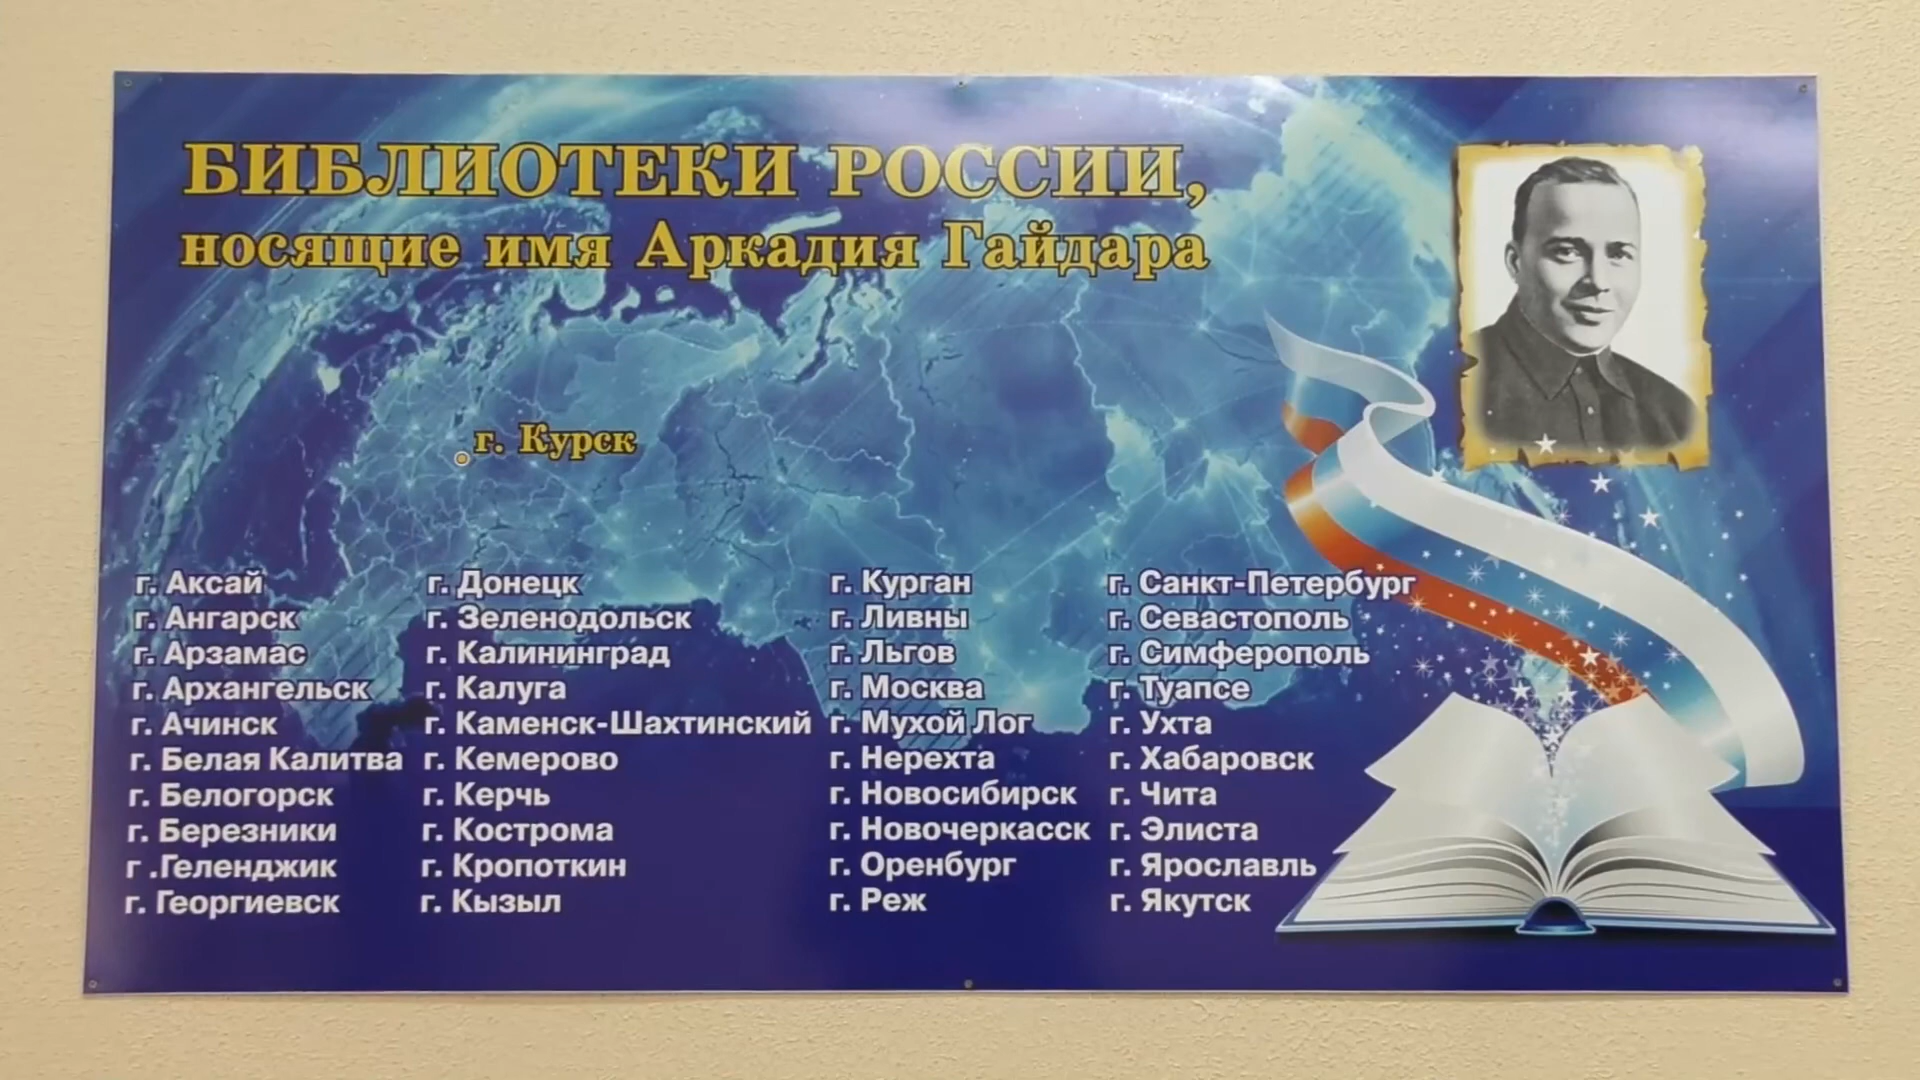 БИБЛИОТЕКИ РОССИИ,
носящие имя Аркадия Гайдара
г. Курск
г. Аксай
г. Ангарск
г. Арзамас
г. Архангельск
г. Ачинск
г. Белая Калитва
г. Белогорск
г. Березники
г .Геленджик
г. Георгиевск
г. Донецк
г. Зеленодольск
г. Калининград
г. Калуга
г. Каменск-Шахтинский
г. Кемерово
г. Керчь
г. Кострома
г. Кропоткин
г. Кызыл
г. Курган
г. Ливны
г. Льгов
г. Москва
г. Мухой Лог
г. Нерехта
г. Новосибирск
г. Новочеркасск
г. Оренбург
г. Реж
г. Санкт-Петербург
г. Севастополь
г. Симферополь
г. Туапсе
г. Ухта
г. Хабаровск
г. Чита
г. Элиста
г. Ярославль
г. Якутск